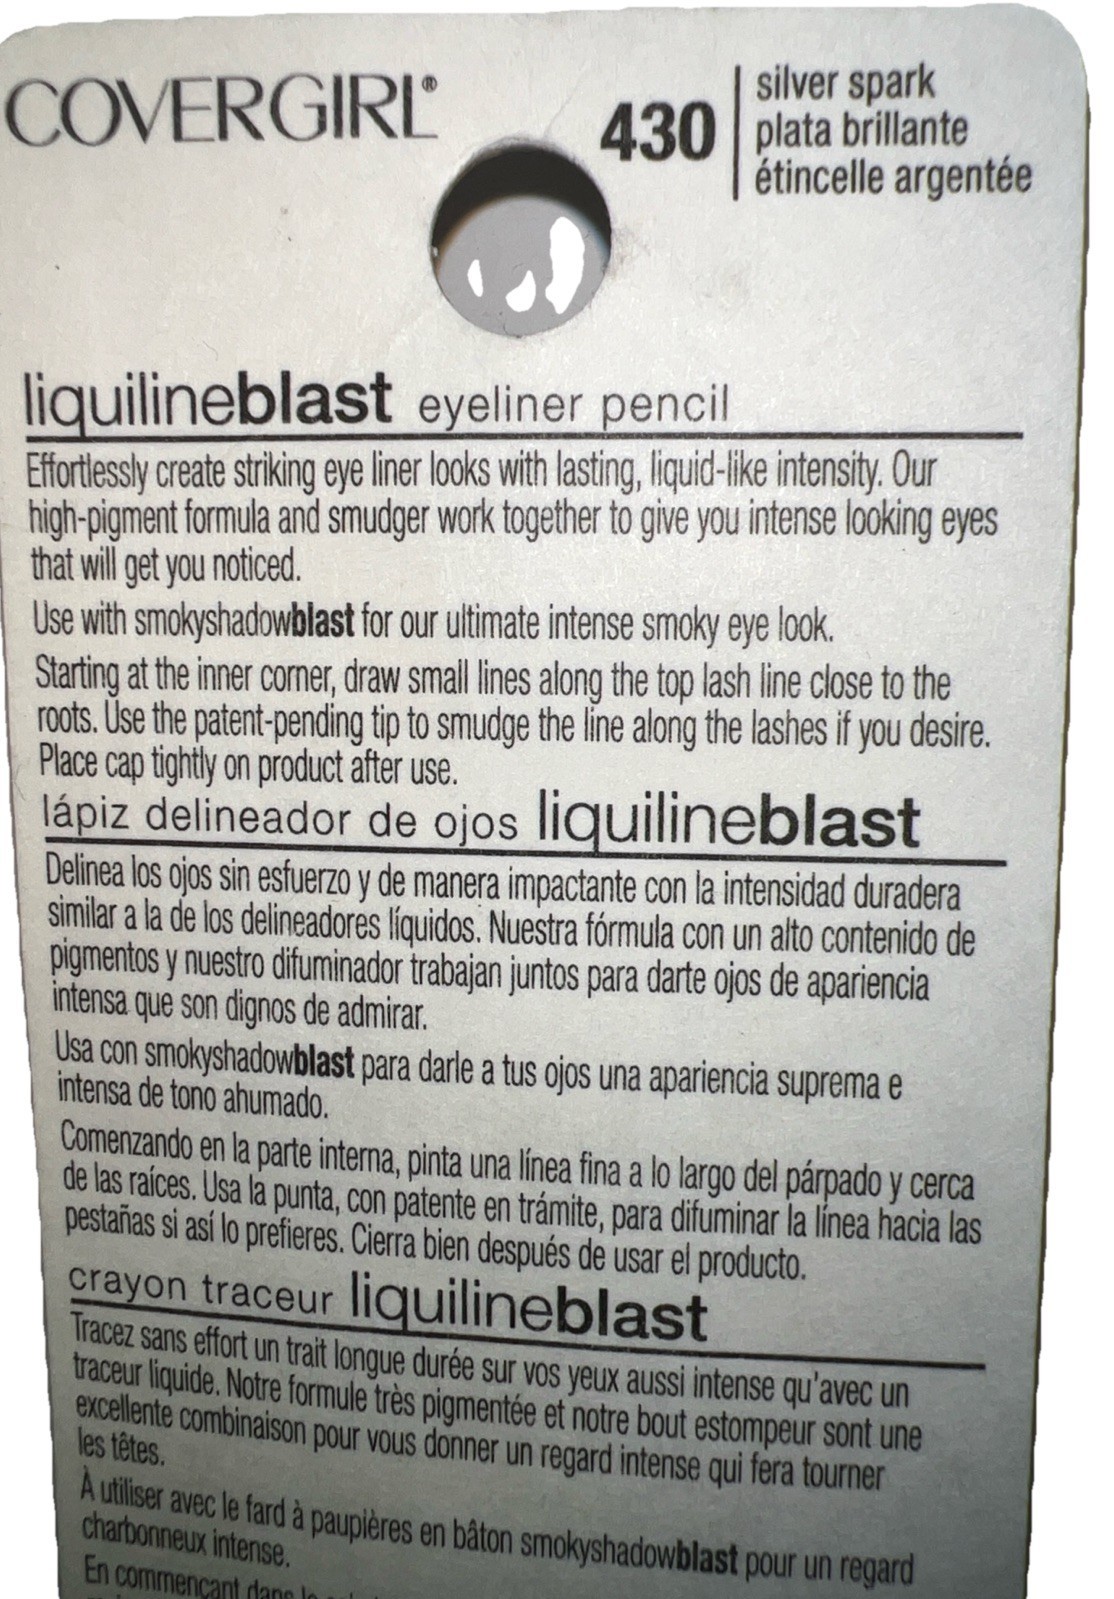 COVERGIRL®
430
silver spark
plata brillante
étincelle argentée
liquilineblast eyeliner pencil
Effortlessly create striking eye liner looks with lasting, liquid-like intensity. Our
high-pigment formula and smudger work together to give you intense looking eyes
that will get you noticed.
Use with smokyshadowblast for our ultimate intense smoky eye look.
Starting at the inner corner, draw small lines along the top lash line close to the
roots. Use the patent-pending tip to smudge the line along the lashes if you desire.
Place cap tightly on product after use.
lápiz delineador de ojos liquilineblast
Delinea los ojos sin esfuerzo y de manera impactante con la intensidad duradera
similar a la de los delineadores líquidos. Nuestra fórmula con un alto contenido de
pigmentos y nuestro difuminador trabajan juntos para darte ojos de apariencia
intensa que son dignos de admirar.
Usa con smokyshadowblast para darle a tus ojos una apariencia suprema e
intensa de tono ahumado.
Comenzando en la parte interna, pinta una línea fina a lo largo del párpado y cerca
de las raíces. Usa la punta, con patente en trámite, para difuminar la línea hacia las
pestañas si así lo prefieres. Cierra bien después de usar el producto.
crayon traceur liquilineblast
Tracez sans effort un trait longue durée sur vos yeux aussi intense qu'avec un
traceur liquide. Notre formule très pigmentée et notre bout estompeur sont une
excellente combinaison pour vous donner un regard intense qui fera tourner
les têtes.
À utiliser avec le fard à paupières en bâton smokyshadowblast pour un regard
charbonneux intense.
En commençant dans le